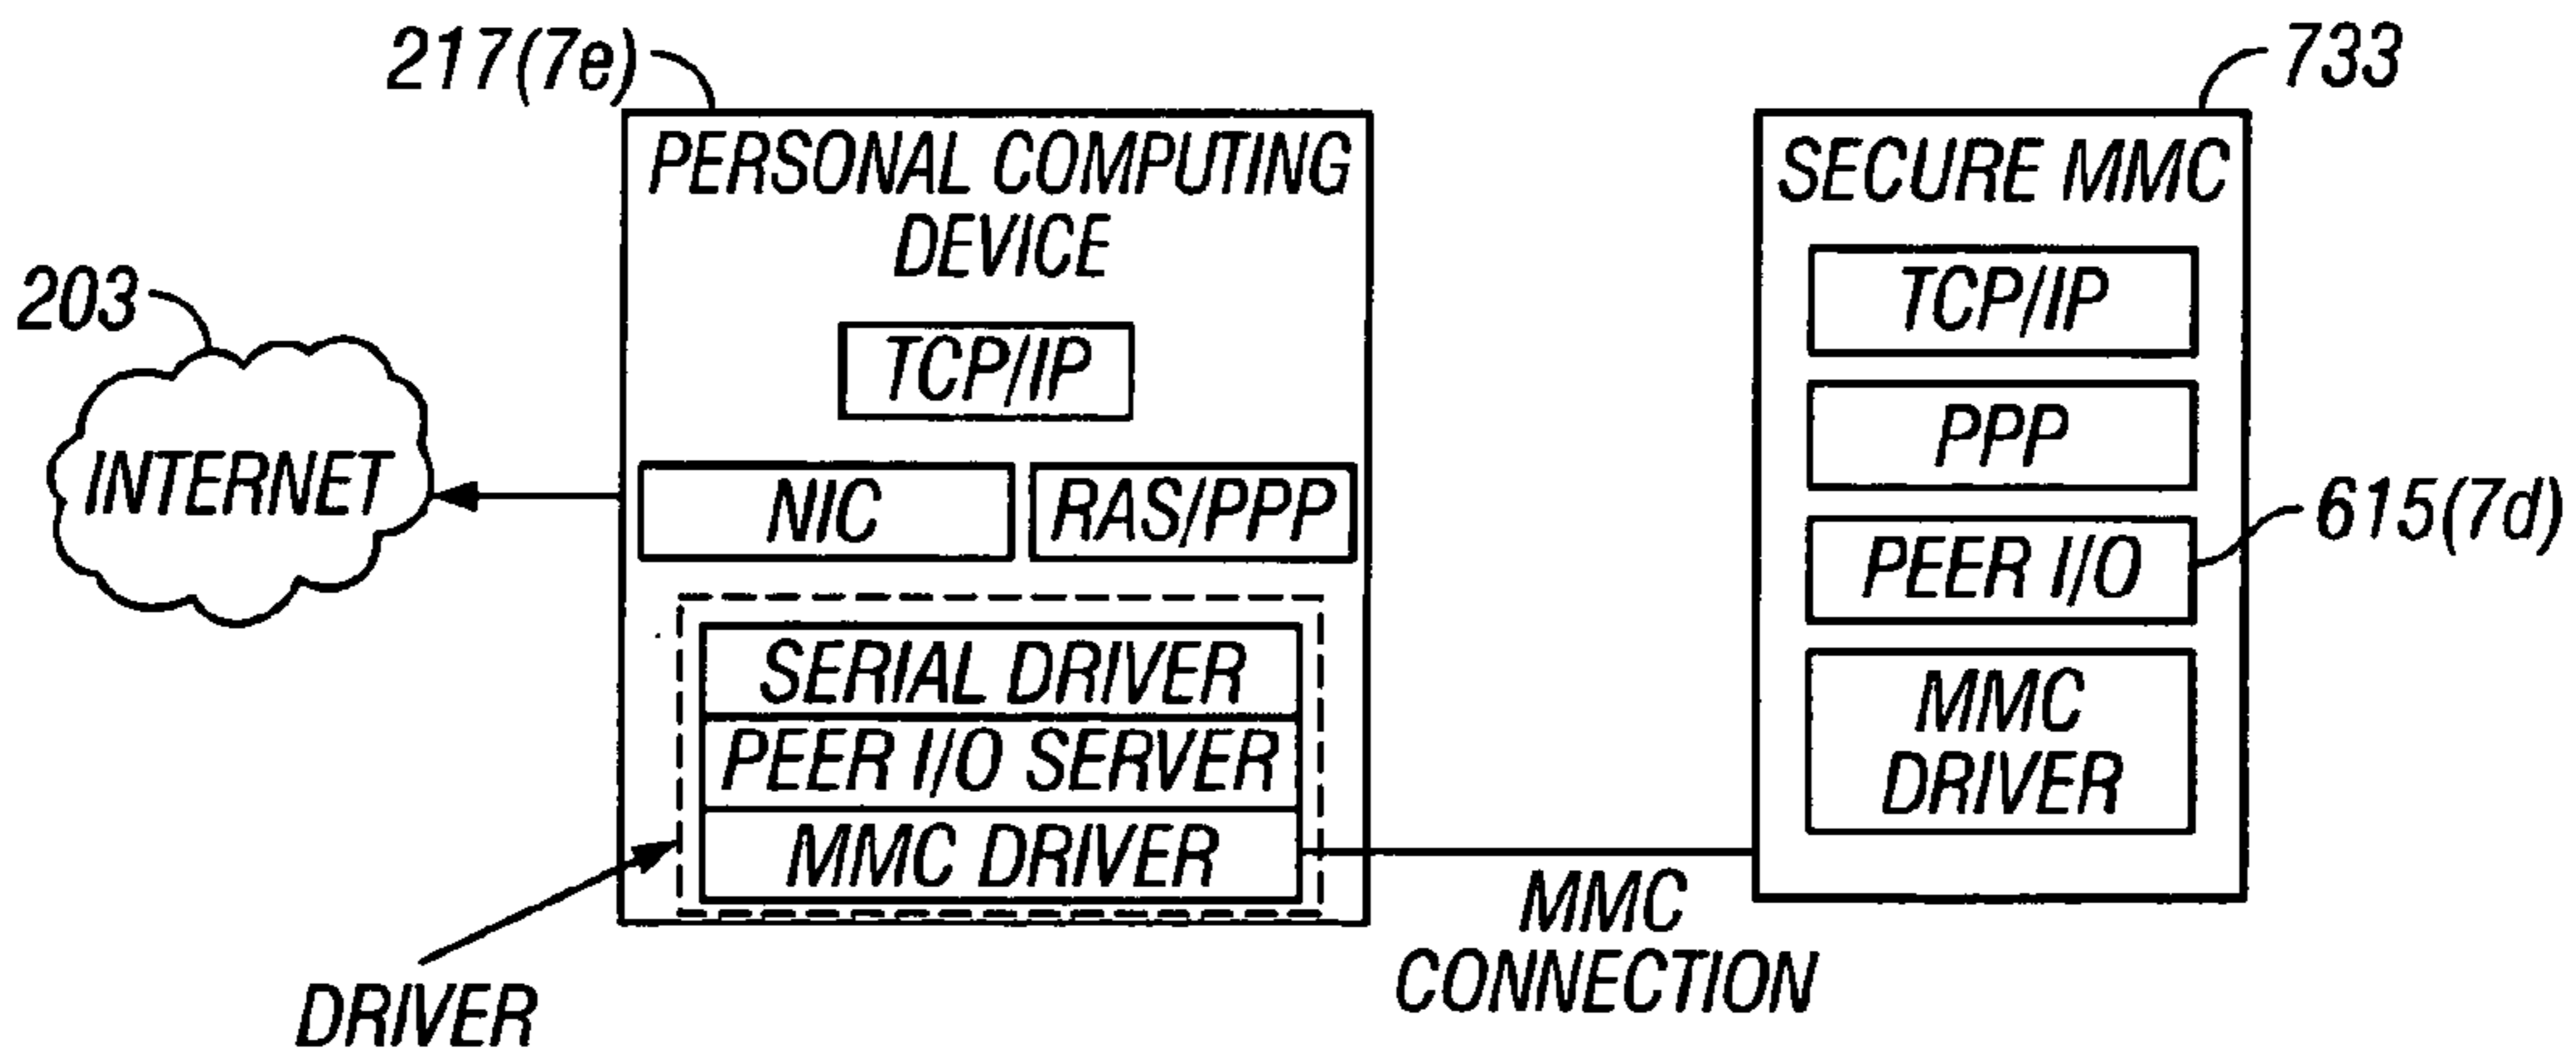 217(7e)
733
PERSONAL COMPUTING
DEVICE
SECURE MMC
203
TCP/IP
TCP/IP
INTERNET
NIC
RAS/PPP
PPP
615(7d)
PEER I/O
SERIAL DRIVER
PEER I/O SERVER
MMC DRIVER
MMC
DRIVER
MMC
CONNECTION
DRIVER